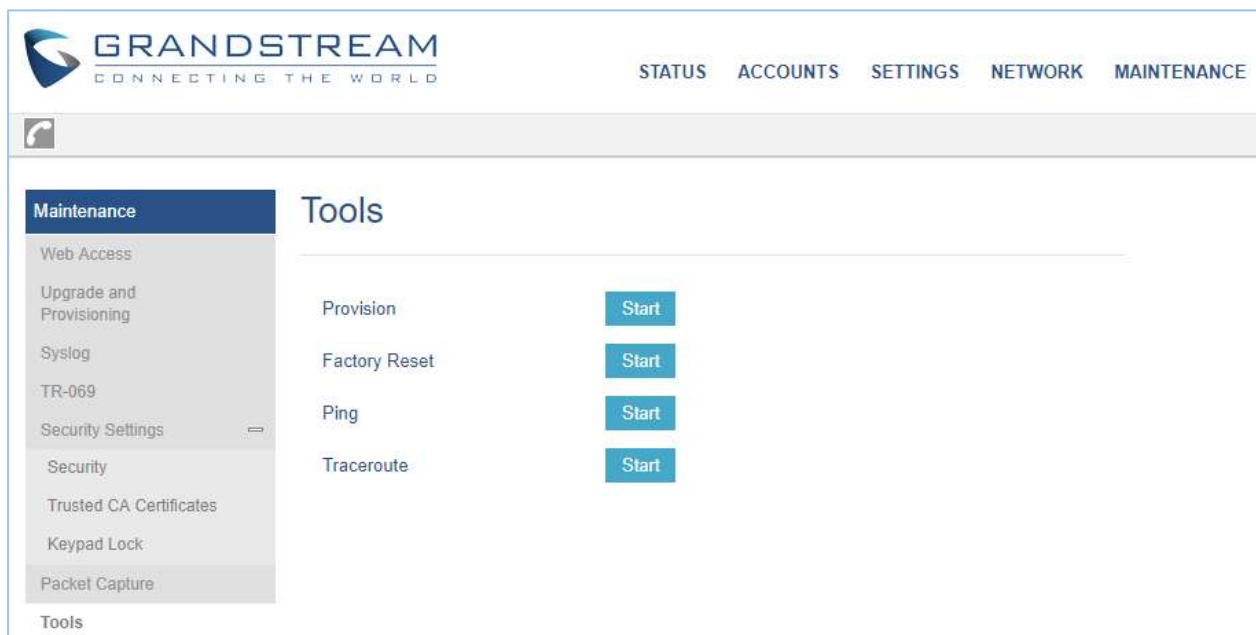 GRANDSTREAM
CONNECTING THE WORLD
STATUS ACCOUNTS SETTINGS NETWORK MAINTENANCE
Maintenance
Web Access
Upgrade and
Provisioning
Syslog
TR-069
Security Settings
Security
Trusted CA Certificates
Keypad Lock
Packet Capture
Tools
Tools
Provision Start
Factory Reset Start
Ping Start
Traceroute Start